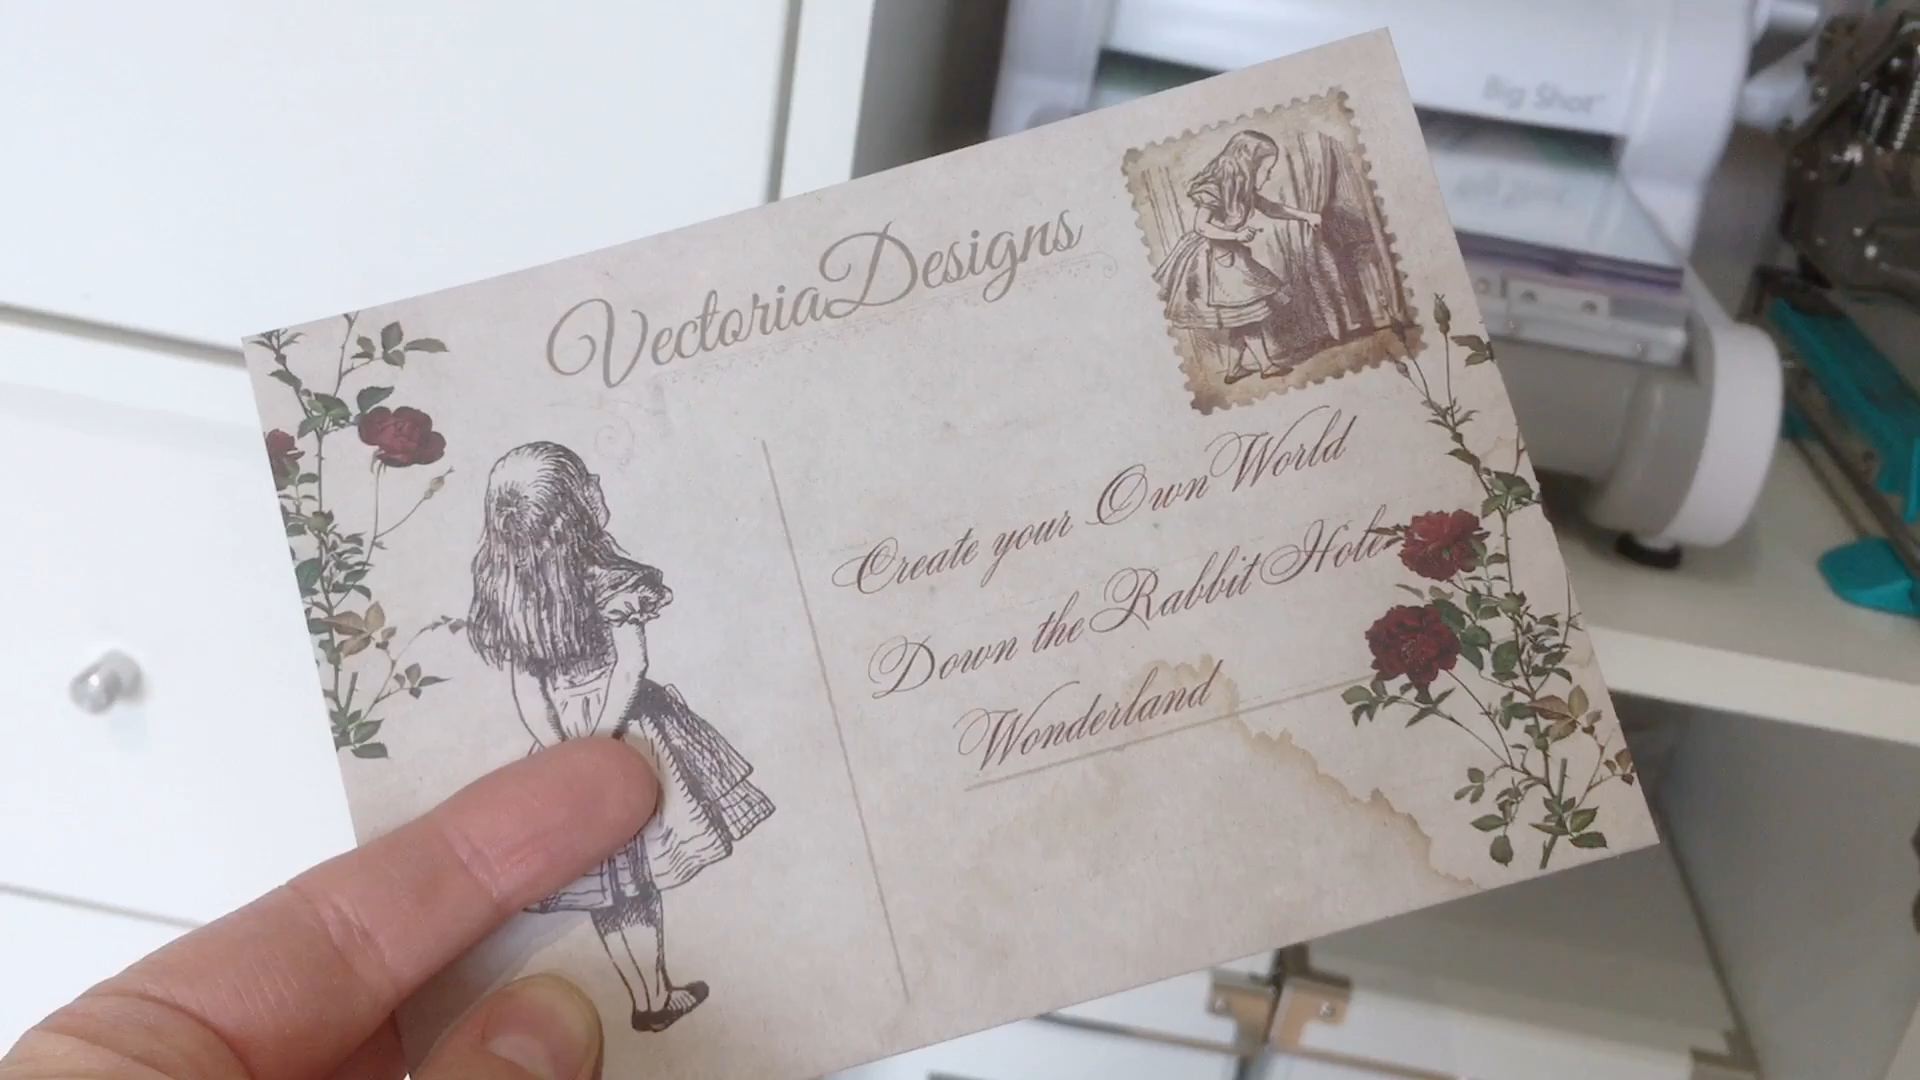 Big Shot
VectoriaDesigns
Create your Own World
Down the Rabbit Hole
Wonderland